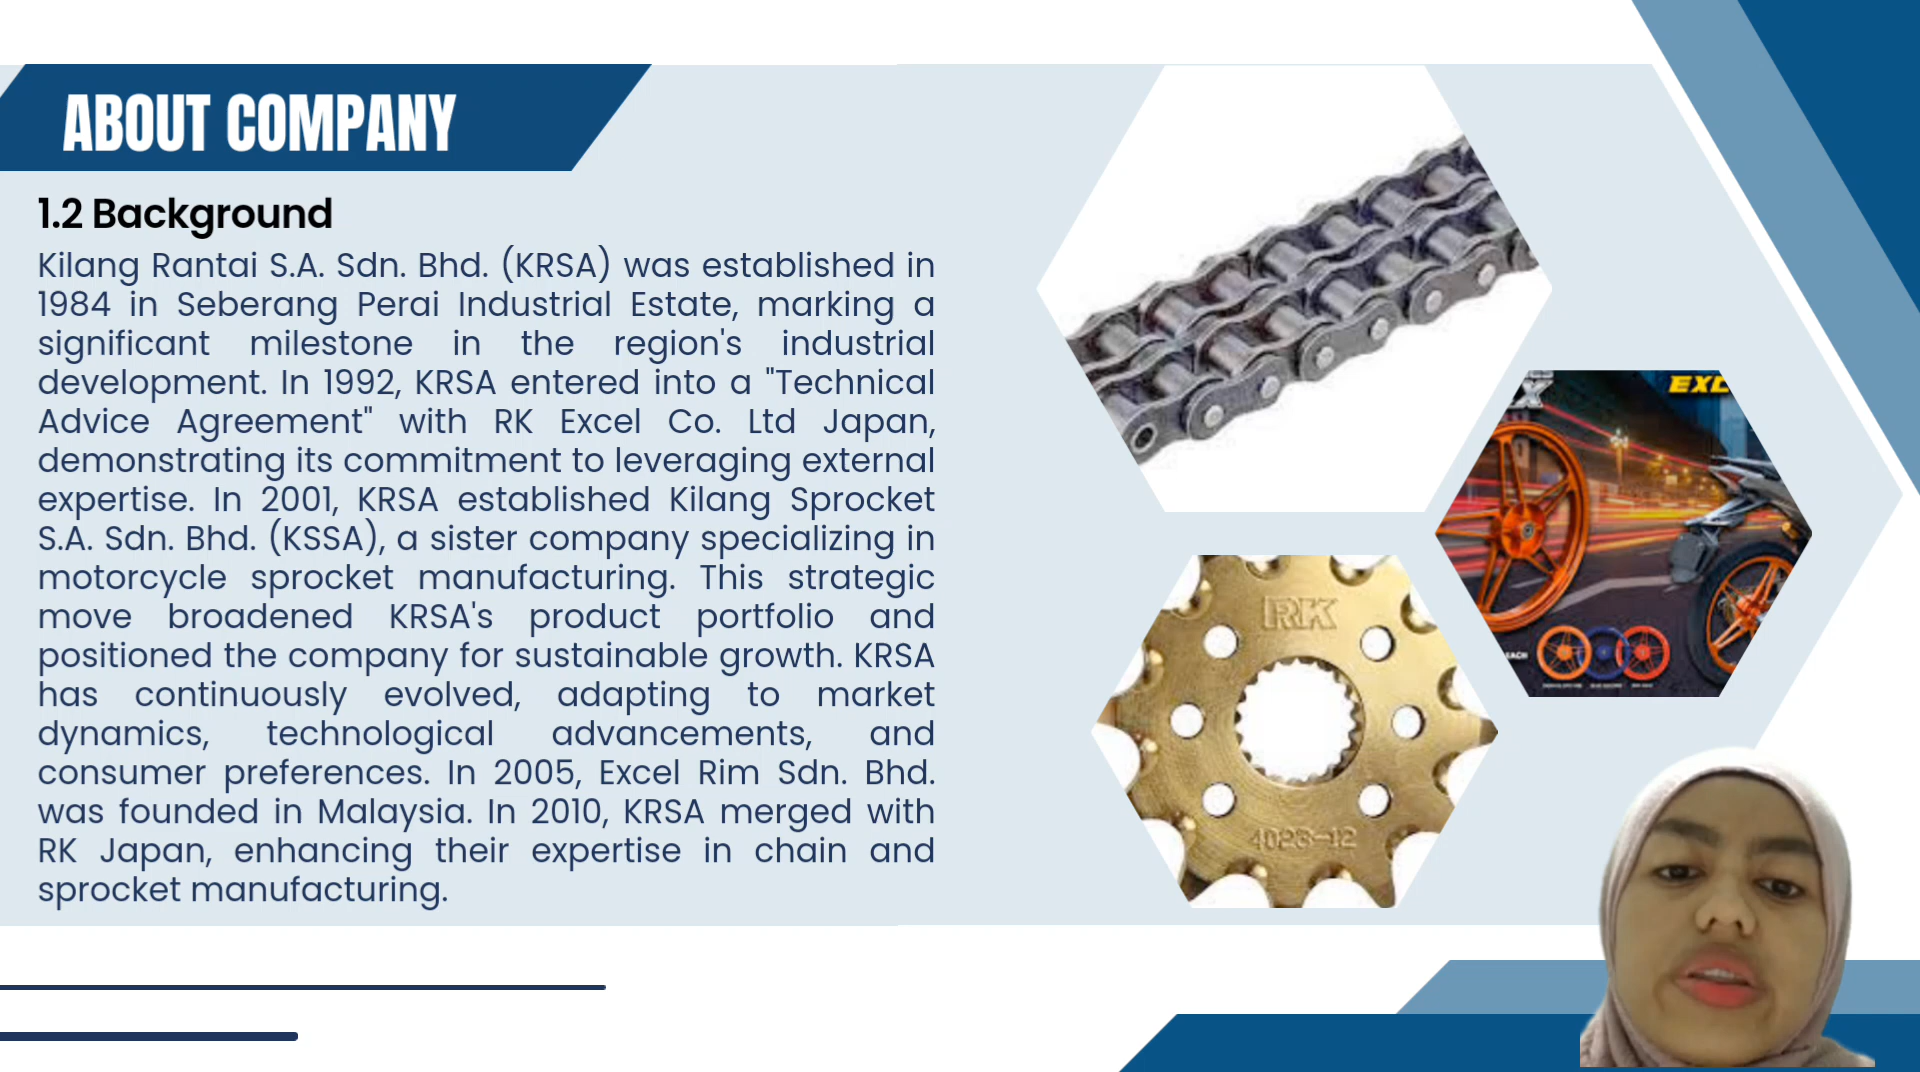 ABOUT COMPANY
1.2 Background
Kilang Rantai S.A. Sdn. Bhd. (KRSA) was established in
1984 in Seberang Perai Industrial Estate, marking a
significant milestone in the region's industrial
development. In 1992, KRSA entered into a "Technical
Advice Agreement" with RK Excel Co. Ltd Japan,
demonstrating its commitment to leveraging external
expertise. In 2001, KRSA established Kilang Sprocket
S.A. Sdn. Bhd. (KSSA), a sister company specializing in
motorcycle sprocket manufacturing. This strategic
move broadened KRSA's product portfolio and
positioned the company for sustainable growth. KRSA
has continuously evolved, adapting to market
dynamics, technological advancements, and
consumer preferences. In 2005, Excel Rim Sdn. Bhd.
was founded in Malaysia. In 2010, KRSA merged with
RK Japan, enhancing their expertise in chain and
sprocket manufacturing.
EXC
RK
4023-12